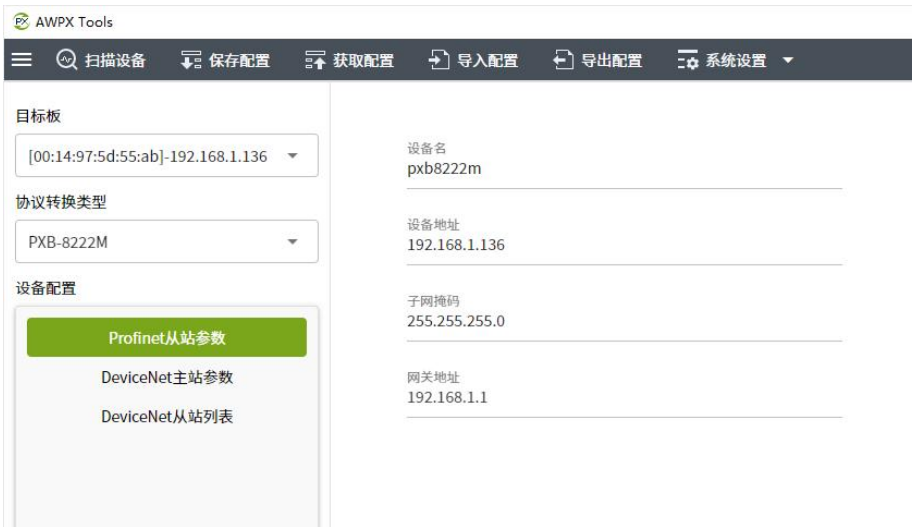 AWPX Tools
扫描设备 保存配置 获取配置 导入配置 导出配置 系统设置
目标板
[00:14:97:5d:55:ab]-192.168.1.136
协议转换类型
PXB-8222M
设备配置
Profinet从站参数
DeviceNet主站参数
DeviceNet从站列表
设备名
pxb8222m
设备地址
192.168.1.136
子网掩码
255.255.255.0
网关地址
192.168.1.1